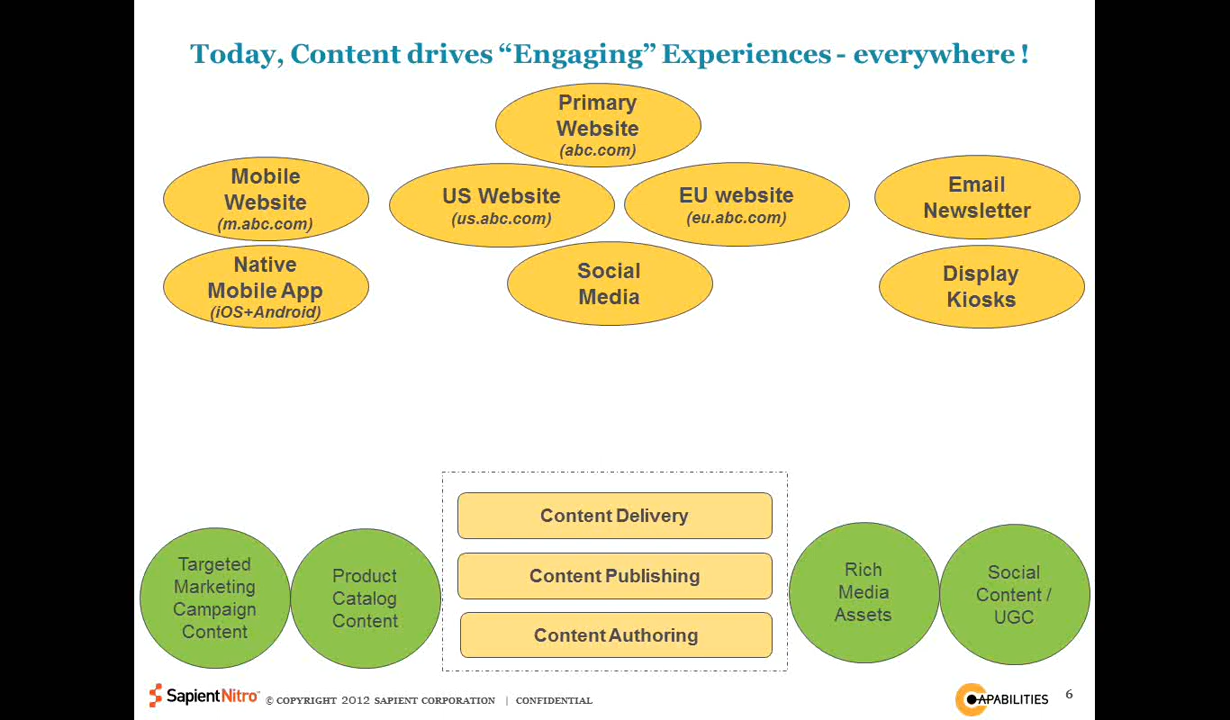 Today, Content drives “Engaging” Experiences - everywhere !
Primary
Website
(abc.com)
Mobile
Website
(m.abc.com)
US Website
(us.abc.com)
EU website
(eu.abc.com)
Email
Newsletter
Native
Mobile App
(iOS+Android)
Social
Media
Display
Kiosks
Content Delivery
Content Publishing
Content Authoring
Targeted
Marketing
Campaign
Content
Product
Catalog
Content
Rich
Media
Assets
Social
Content /
UGC
SapientNitro
© COPYRIGHT 2012 SAPIENT CORPORATION | CONFIDENTIAL
CAPABILITIES
6